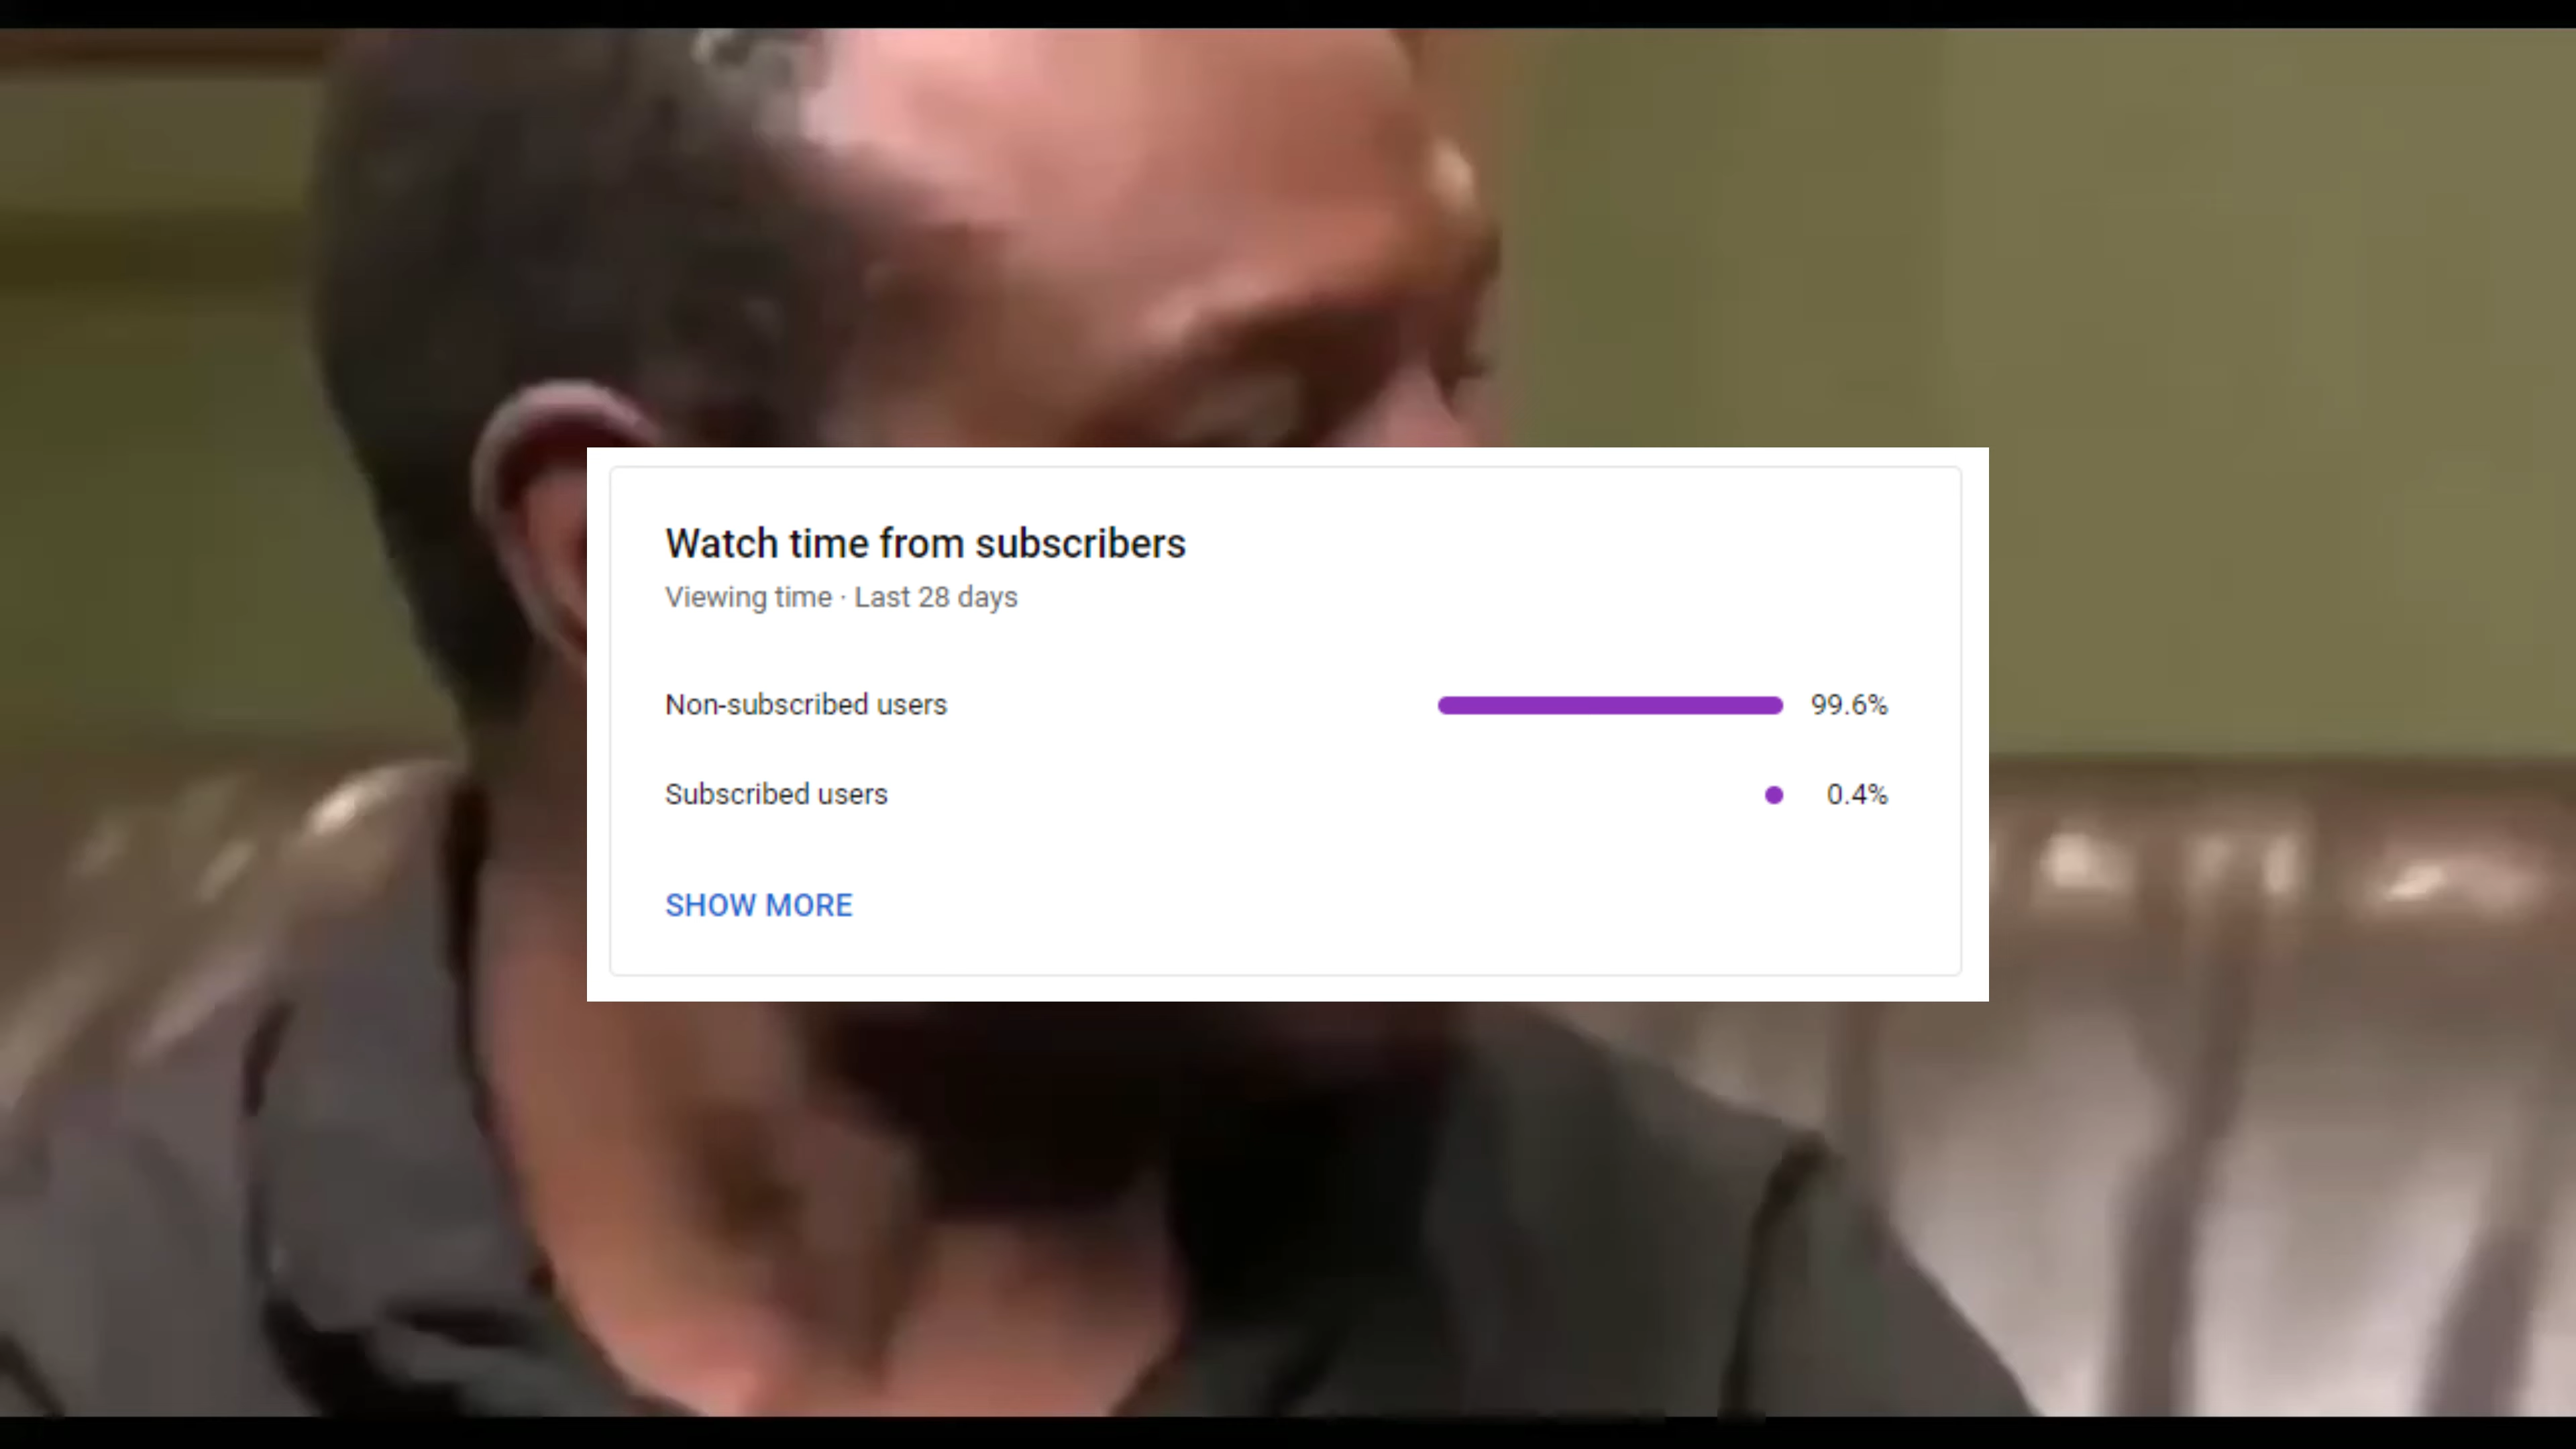 Watch time from subscribers
Viewing time · Last 28 days
Non-subscribed users 99.6%
Subscribed users 0.4%
SHOW MORE